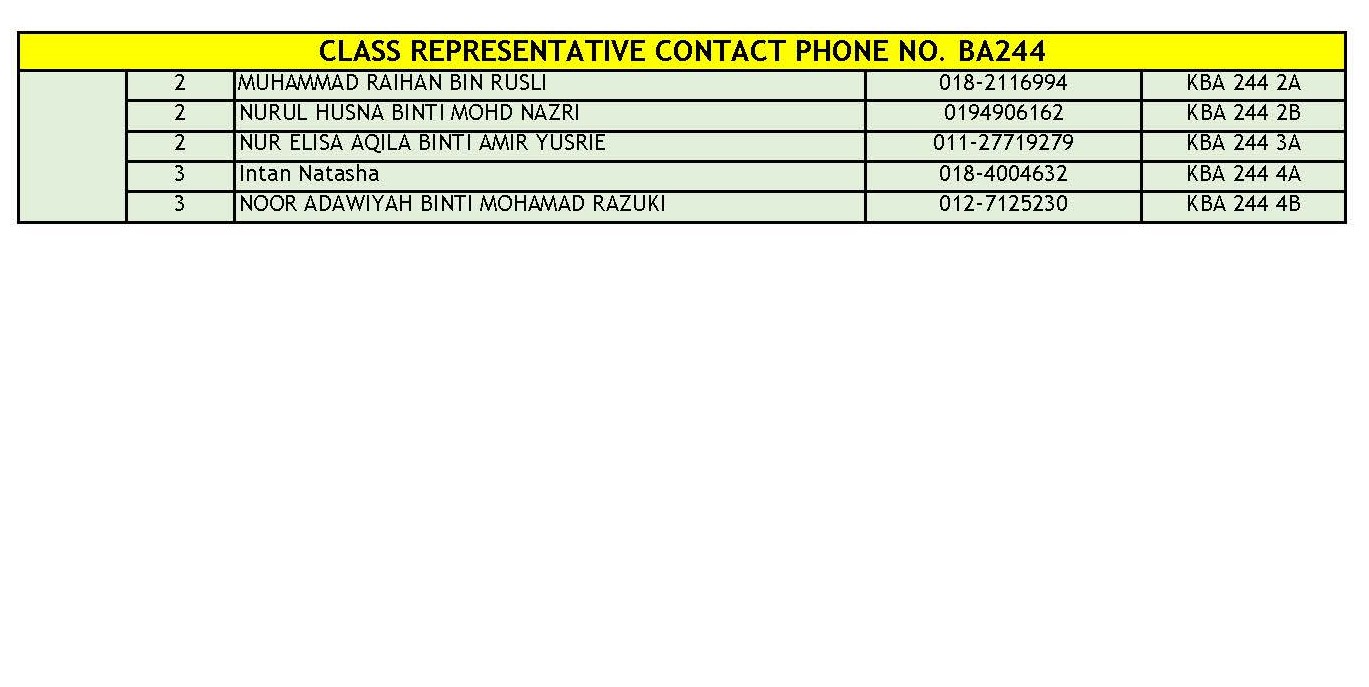 CLASS REPRESENTATIVE CONTACT PHONE NO. BA244
2 MUHAMMAD RAIHAN BIN RUSLI 018-2116994 KBA 244 2A
2 NURUL HUSNA BINTI MOHD NAZRI 0194906162 KBA 244 2B
2 NUR ELISA AQILA BINTI AMIR YUSRIE 011-27719279 KBA 244 3A
3 Intan Natasha 018-4004632 KBA 244 4A
3 NOOR ADAWIYAH BINTI MOHAMAD RAZUKI 012-7125230 KBA 244 4B